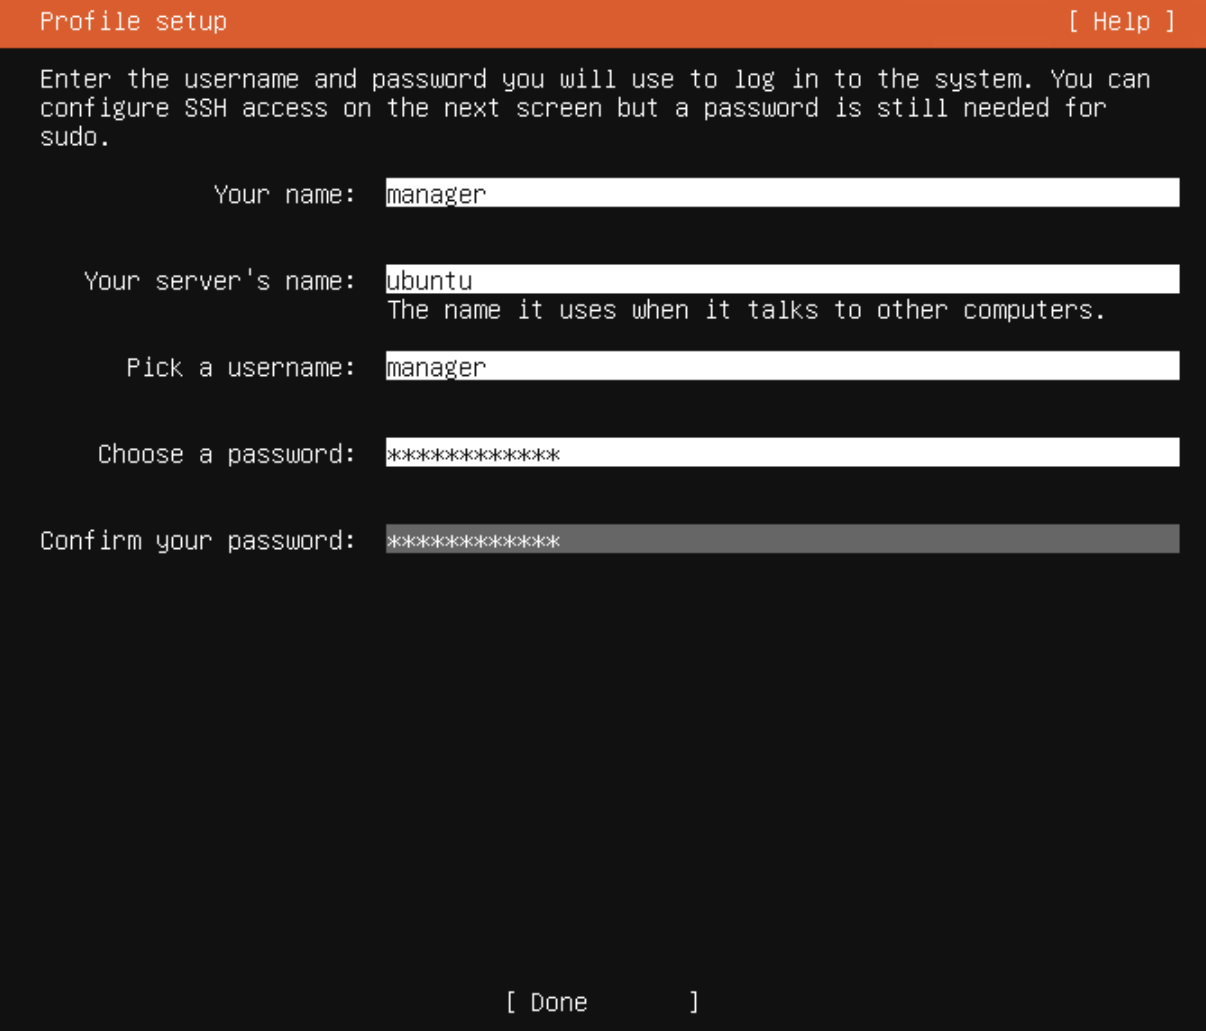 Profile setup [ Help ]
Enter the username and password you will use to log in to the system. You can
configure SSH access on the next screen but a password is still needed for
sudo.
Your name: manager
Your server's name: ubuntu
The name it uses when it talks to other computers.
Pick a username: manager
Choose a password: ************
Confirm your password: ************
[ Done ]